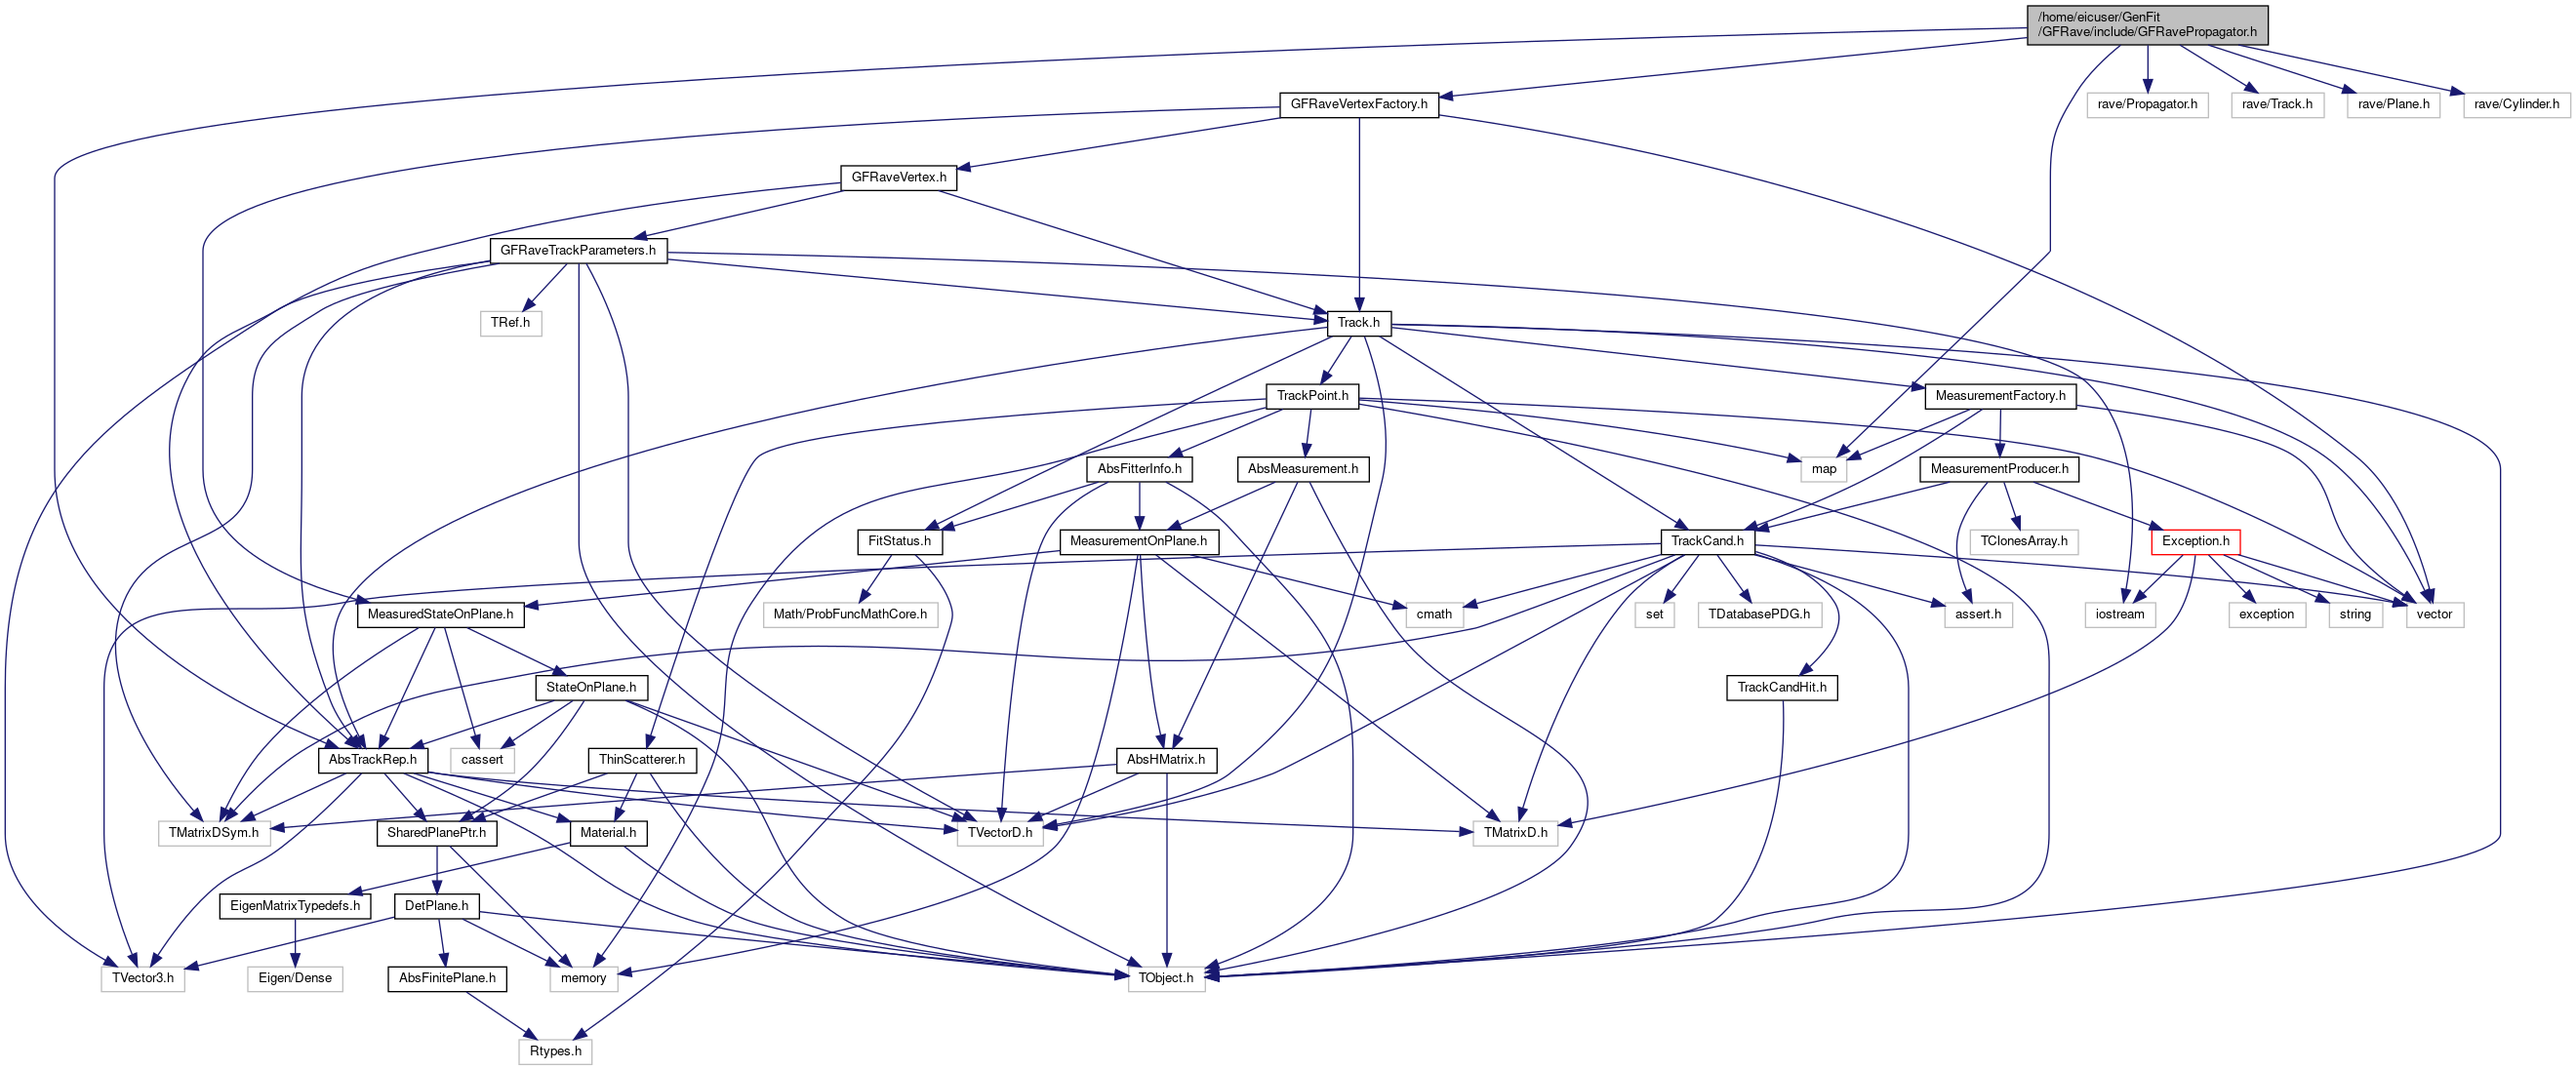 /home/eicuser/GenFit
/GFRave/include/GFRavePropagator.h
GFRaveVertexFactory.h
rave/Propagator.h
rave/Track.h
rave/Plane.h
rave/Cylinder.h
GFRaveVertex.h
GFRaveTrackParameters.h
TRef.h
Track.h
TrackPoint.h
MeasurementFactory.h
AbsFitterInfo.h
AbsMeasurement.h
map
MeasurementProducer.h
FitStatus.h
MeasurementOnPlane.h
TrackCand.h
TClonesArray.h
Exception.h
MeasuredStateOnPlane.h
Math/ProbFuncMathCore.h
cmath
set
TDatabasePDG.h
assert.h
iostream
exception
string
vector
StateOnPlane.h
TrackCandHit.h
AbsTrackRep.h
cassert
ThinScatterer.h
AbsHMatrix.h
TMatrixDSym.h
SharedPlanePtr.h
Material.h
TVectorD.h
TMatrixD.h
EigenMatrixTypedefs.h
DetPlane.h
TVector3.h
Eigen/Dense
AbsFinitePlane.h
memory
TObject.h
Rtypes.h